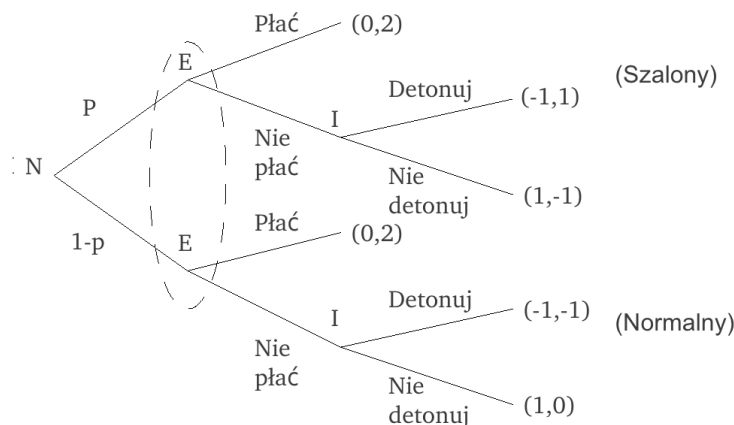 Płać (0,2)
E
(Szalony)
Detonuj (-1,1)
P
I
Nie
płać
N
Nie
detonuj (1,-1)
Płać (0,2)
1-p
E
Detonuj (-1,-1)
I
(Normalny)
Nie
płać
Nie
detonuj (1,0)